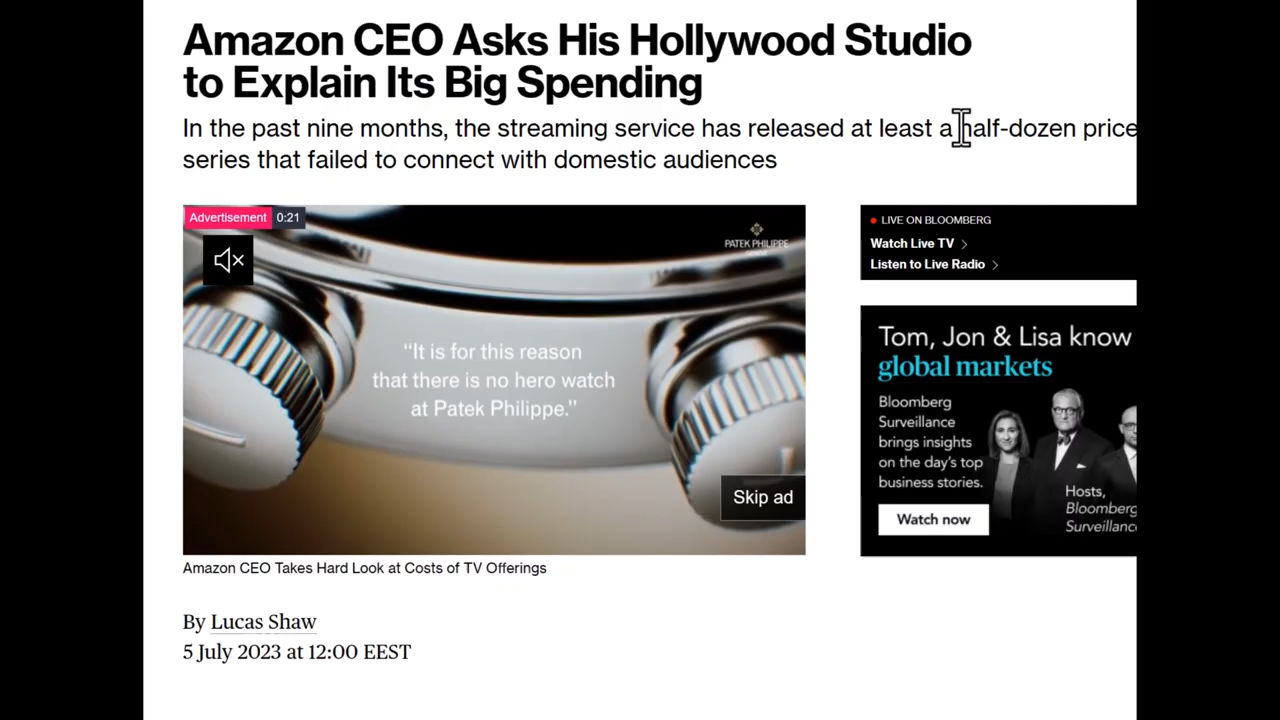 Amazon CEO Asks His Hollywood Studio
to Explain Its Big Spending
In the past nine months, the streaming service has released at least a half-dozen price
series that failed to connect with domestic audiences
Advertisement 0:21
PATEK PHILIPPE
"It is for this reason
that there is no hero watch
at Patek Philippe."
Skip ad
Amazon CEO Takes Hard Look at Costs of TV Offerings
By Lucas Shaw
5 July 2023 at 12:00 EEST
LIVE ON BLOOMBERG
Watch Live TV
Listen to Live Radio
Tom, Jon & Lisa know
global markets
Bloomberg
Surveillance
brings insights
on the day's top
business stories.
Watch now
Hosts,
Bloomberg
Surveillance